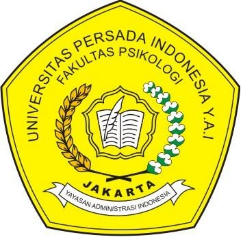 UNIVERSITAS PERSADA INDONESIA Y.A.I
FAKULTAS PSIKOLOGI
JAKARTA
YAYASAN ADMINISTRASI INDONESIA